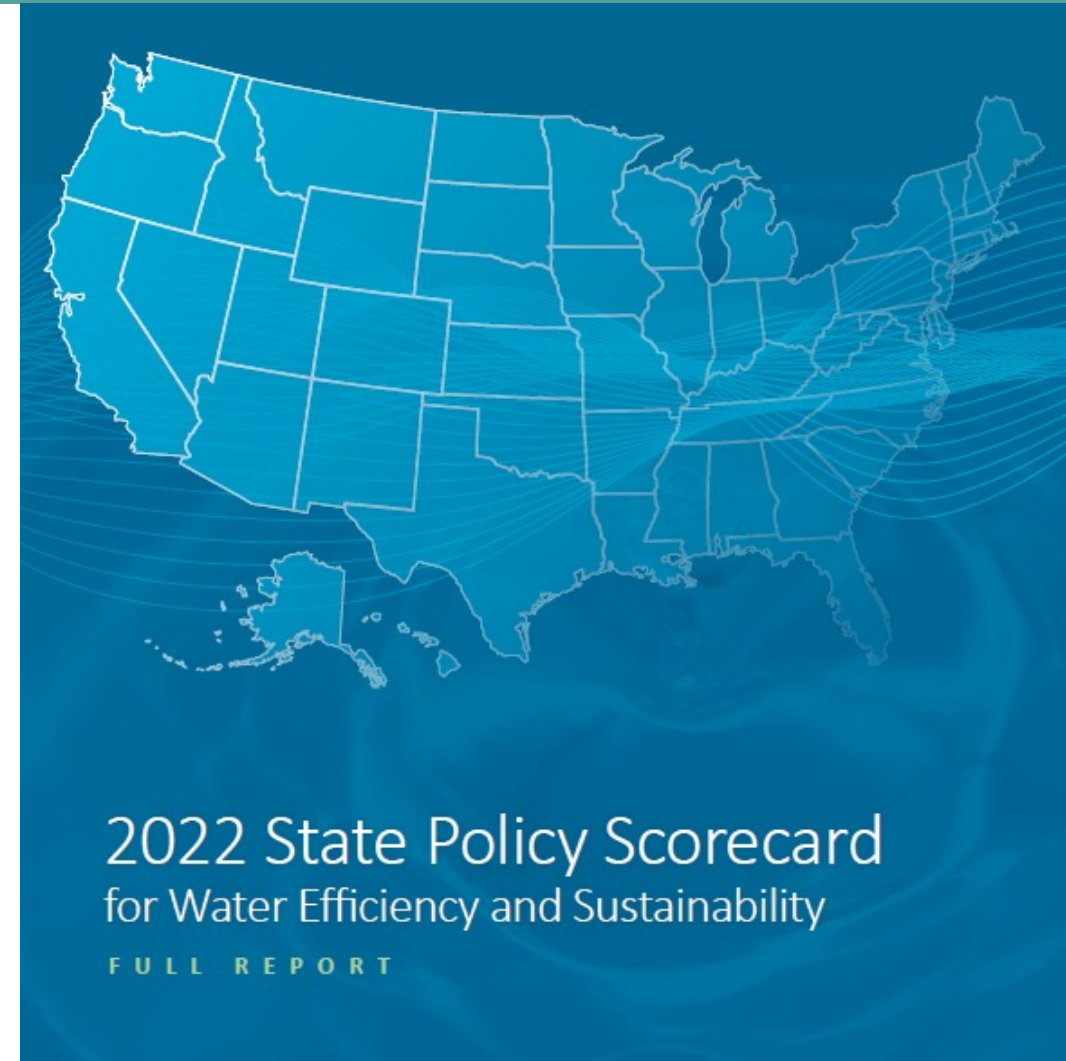 2022 State Policy Scorecard
for Water Efficiency and Sustainability
FULL REPORT